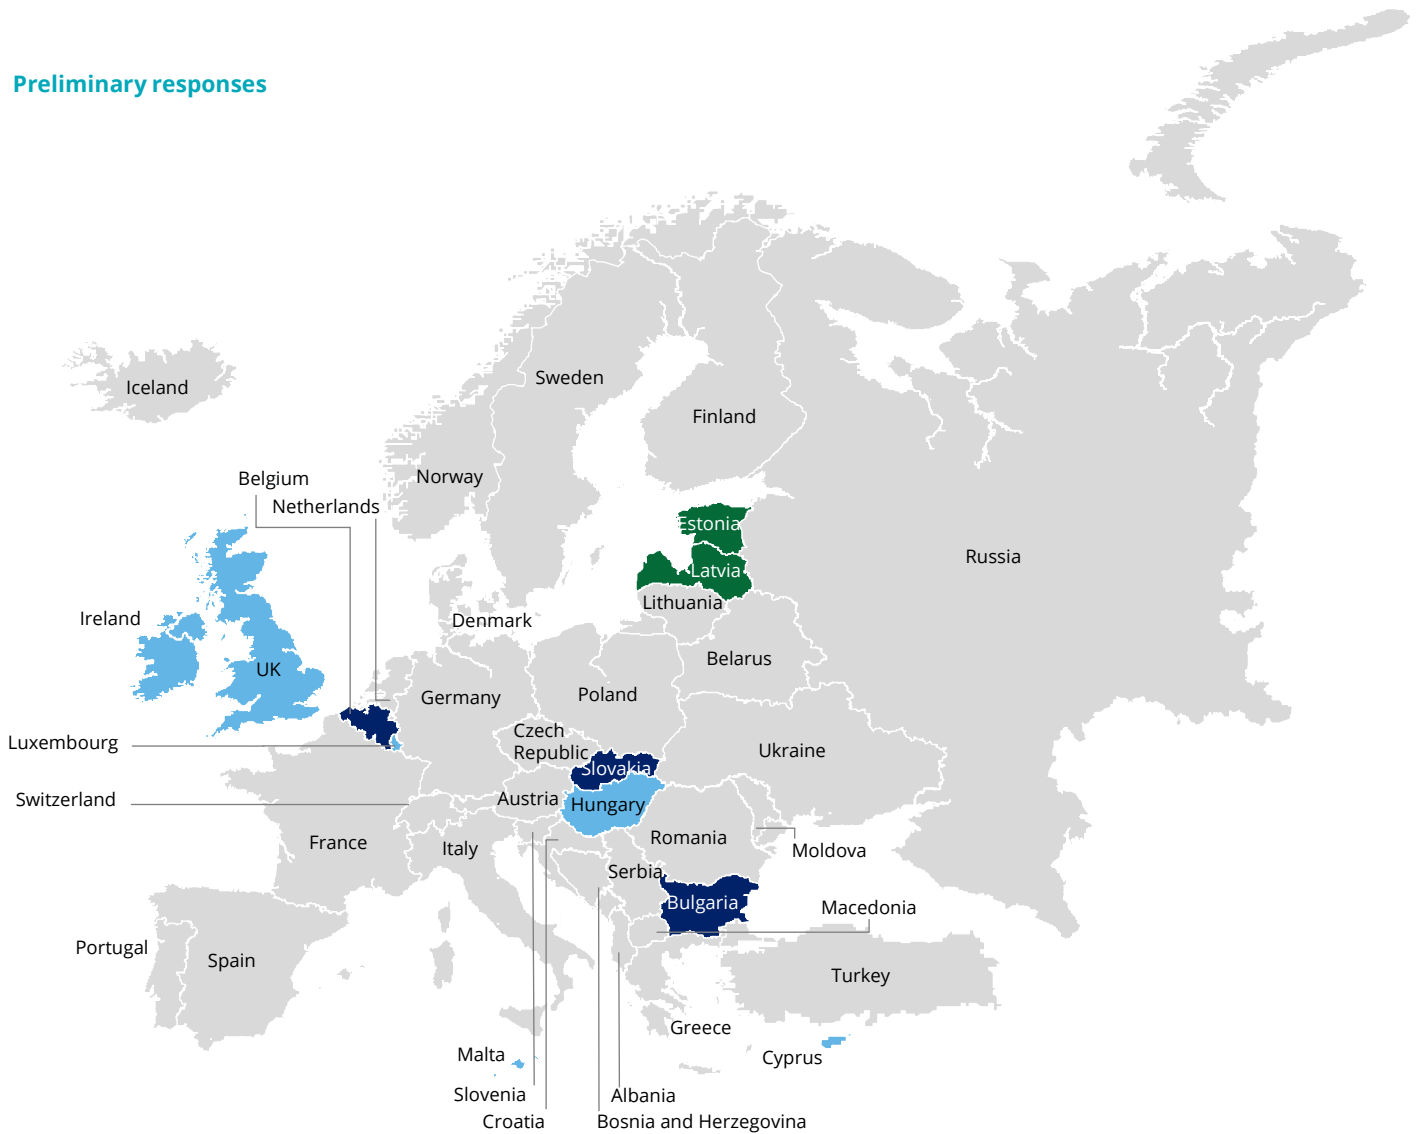 Preliminary responses
Iceland
Sweden
Finland
Norway
Belgium
Netherlands
Estonia
Russia
Latvia
Lithuania
Ireland
Denmark
UK
Belarus
Germany
Poland
Czech
Republic
Luxembourg
Ukraine
Slovakia
Switzerland
Austria
Hungary
France
Italy
Romania
Moldova
Serbia
Bulgaria
Macedonia
Portugal
Spain
Turkey
Greece
Malta
Cyprus
Slovenia
Albania
Croatia
Bosnia and Herzegovina